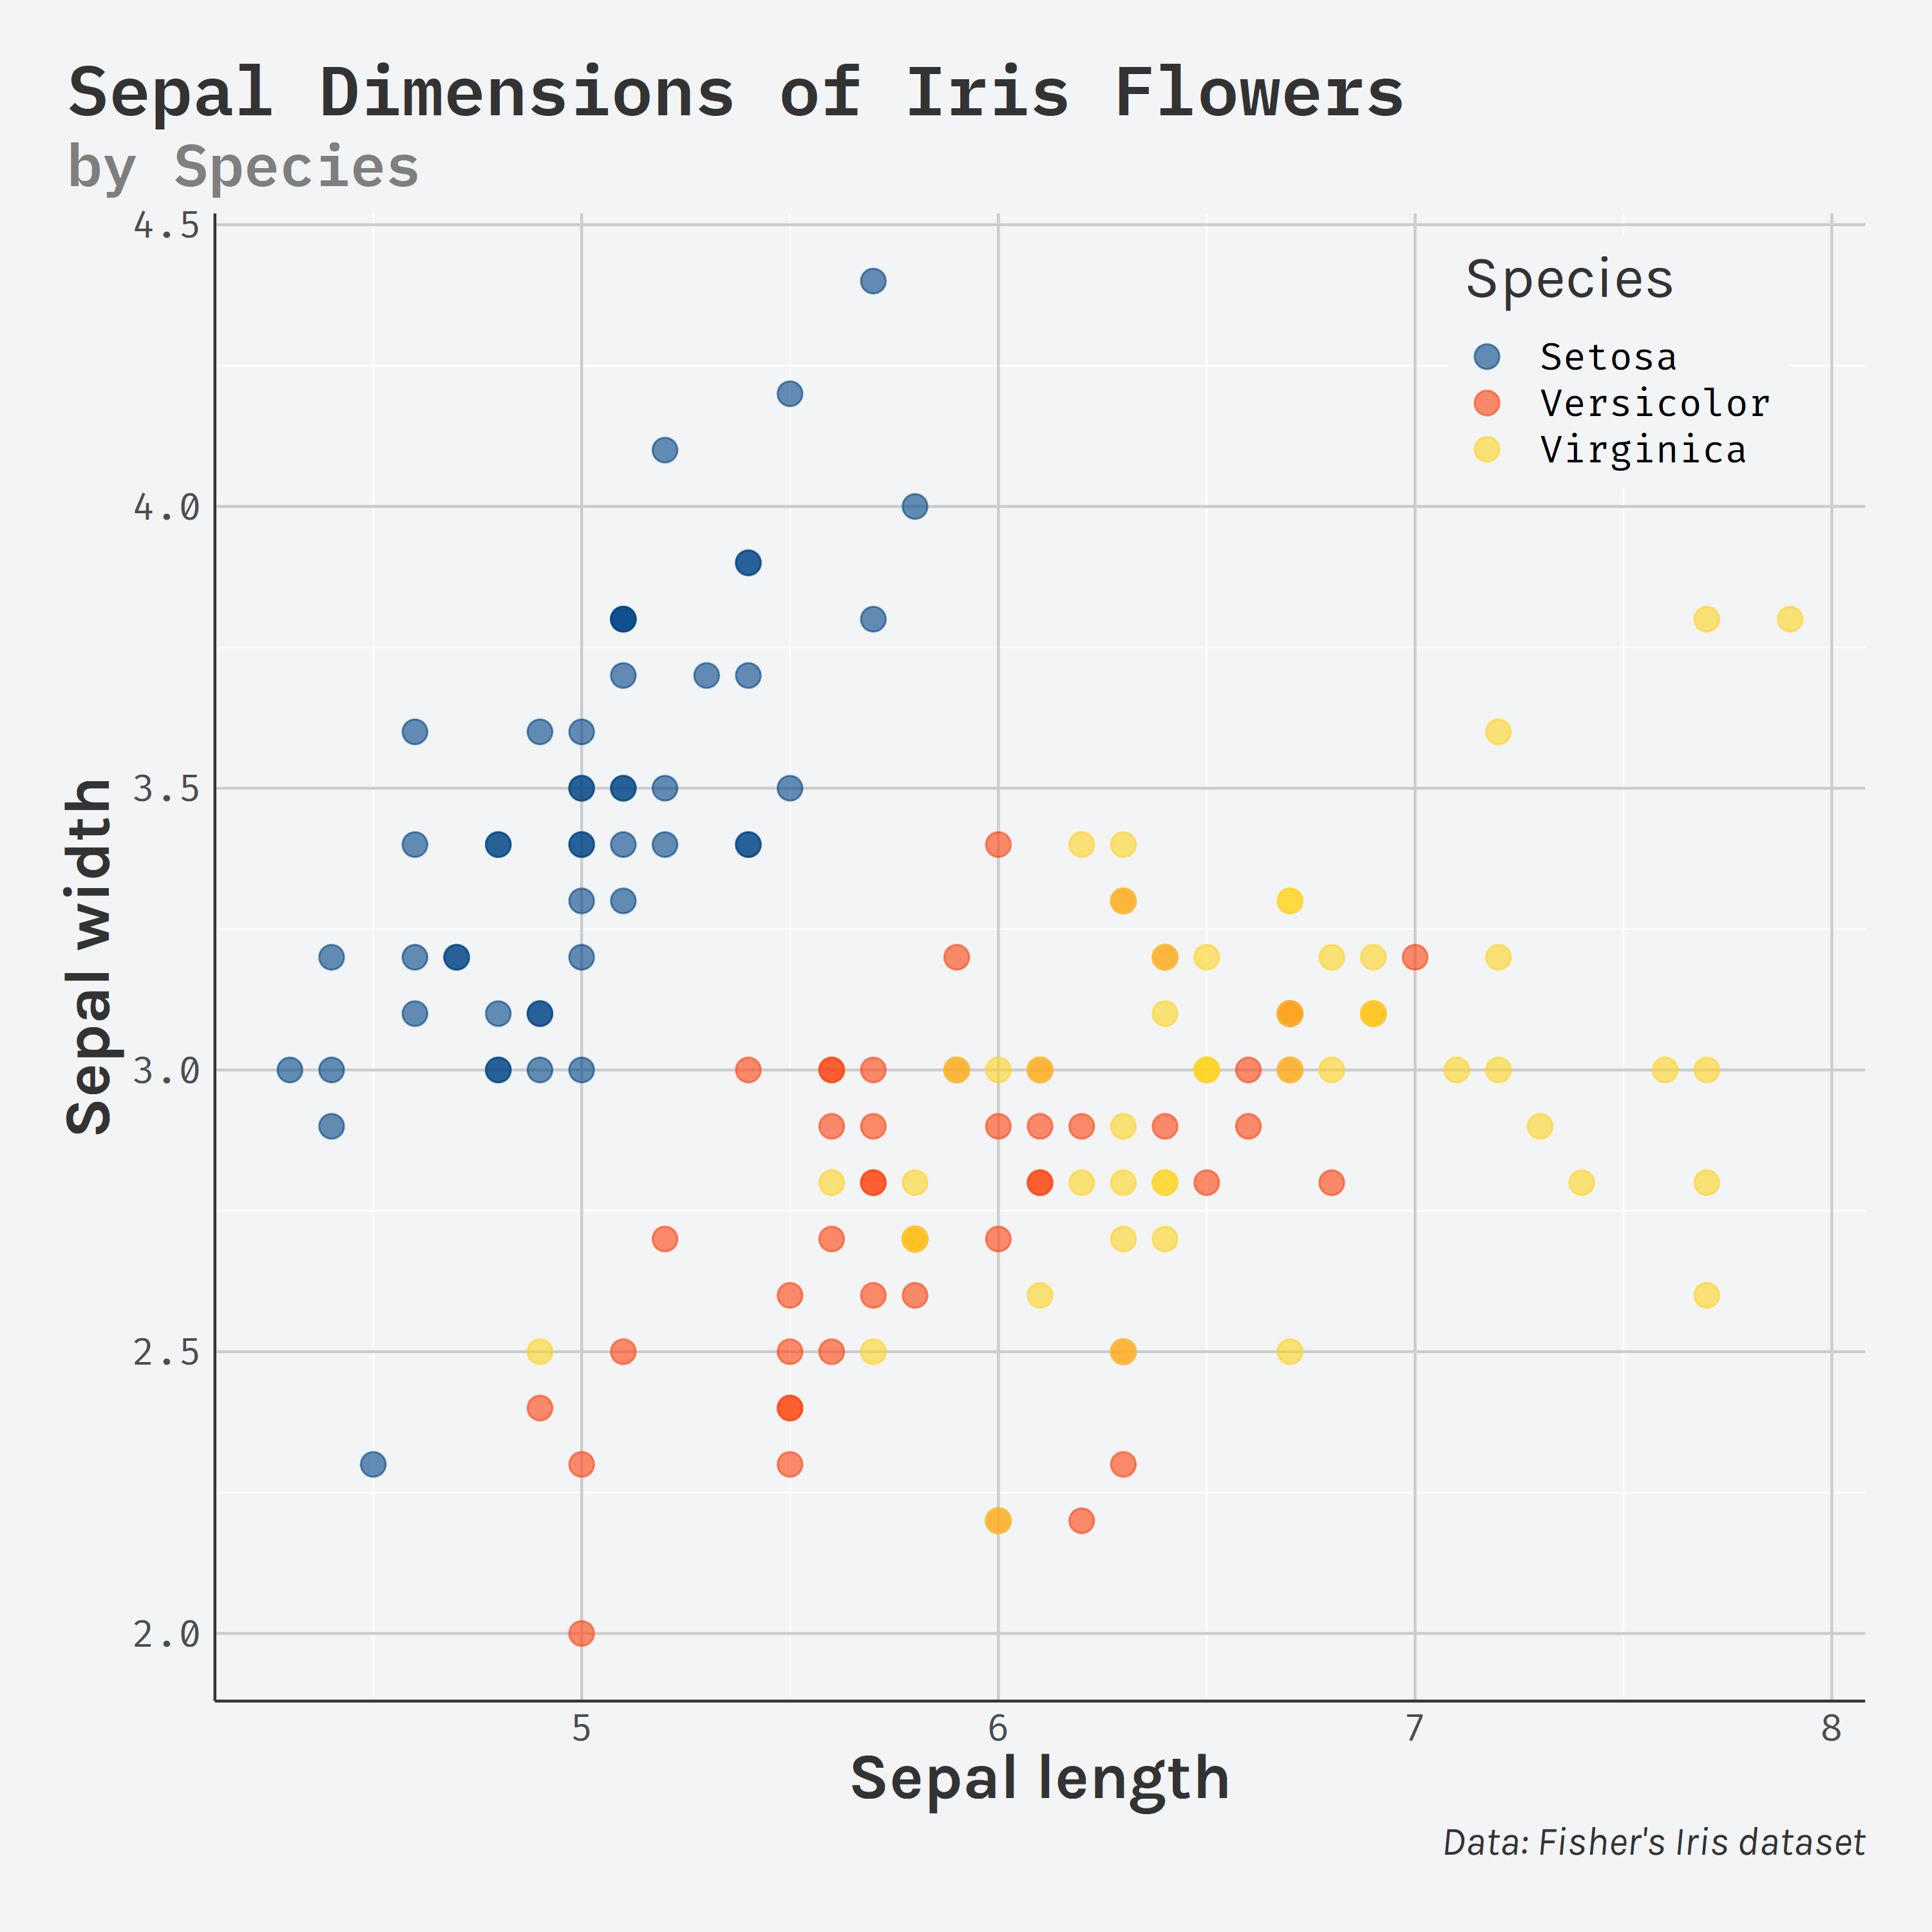 Sepal Dimensions of Iris Flowers
by Species
4.5
4.0
3.5
3.0
2.5
2.0
Sepal width
Species
Setosa
Versicolor
Virginica
5 6 7 8
Sepal length
Data: Fisher's Iris dataset